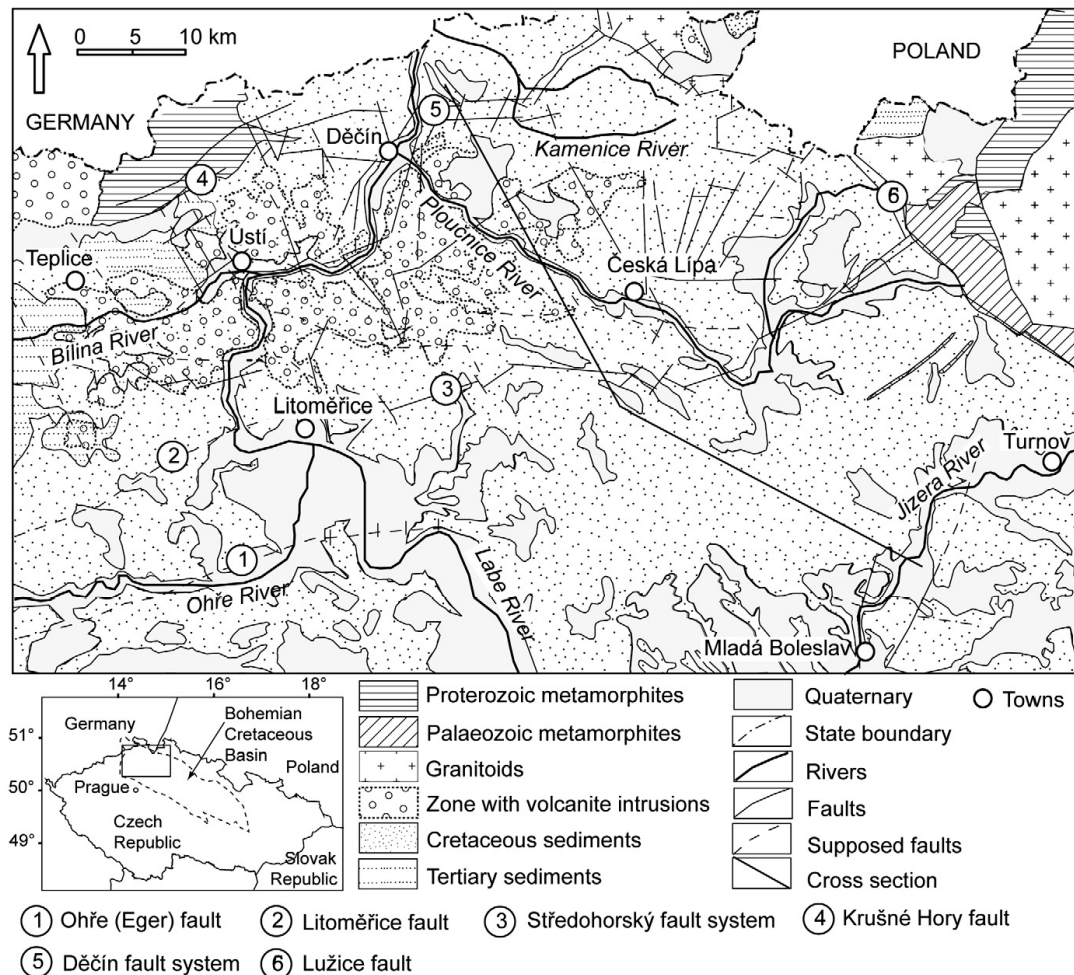 0 5 10 km
POLAND
GERMANY
5
Děčín
Kamenice River
4
6
Ploučnice River
Ústí
Teplice
Česká Lípa
Bílina River
3
Litoměřice
2
Turnov
Jizera River
1
Ohře River
Labe River
Mladá Boleslav
14° 16° 18°
Germany
Bohemian
Cretaceous
Basin
51°
Poland
Prague
50°
Czech
Republic
49°
Slovak
Republic
Proterozoic metamorphites
Palaeozoic metamorphites
Granitoids
Zone with volcanite intrusions
Cretaceous sediments
Tertiary sediments
Quaternary
State boundary
Rivers
Faults
Supposed faults
Cross section
Towns
1 Ohře (Eger) fault
2 Litoměřice fault
3 Středohorský fault system
4 Krušné Hory fault
5 Děčín fault system
6 Lužice fault